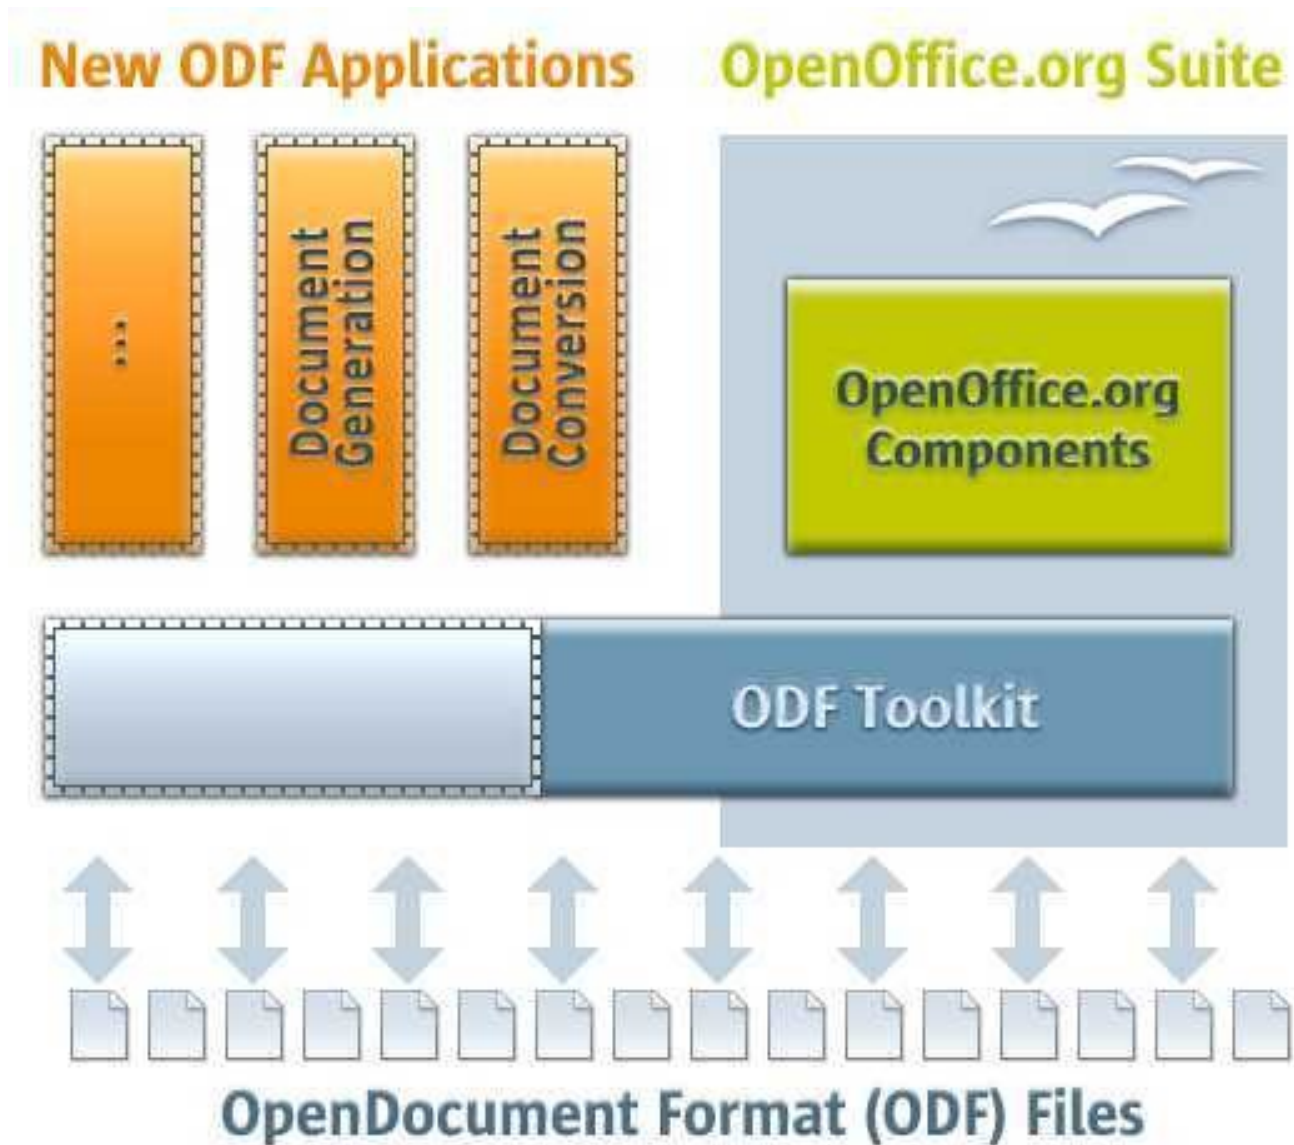 New ODF Applications
OpenOffice.org Suite
...
Document
Generation
Document
Conversion
OpenOffice.org
Components
ODF Toolkit
OpenDocument Format (ODF) Files